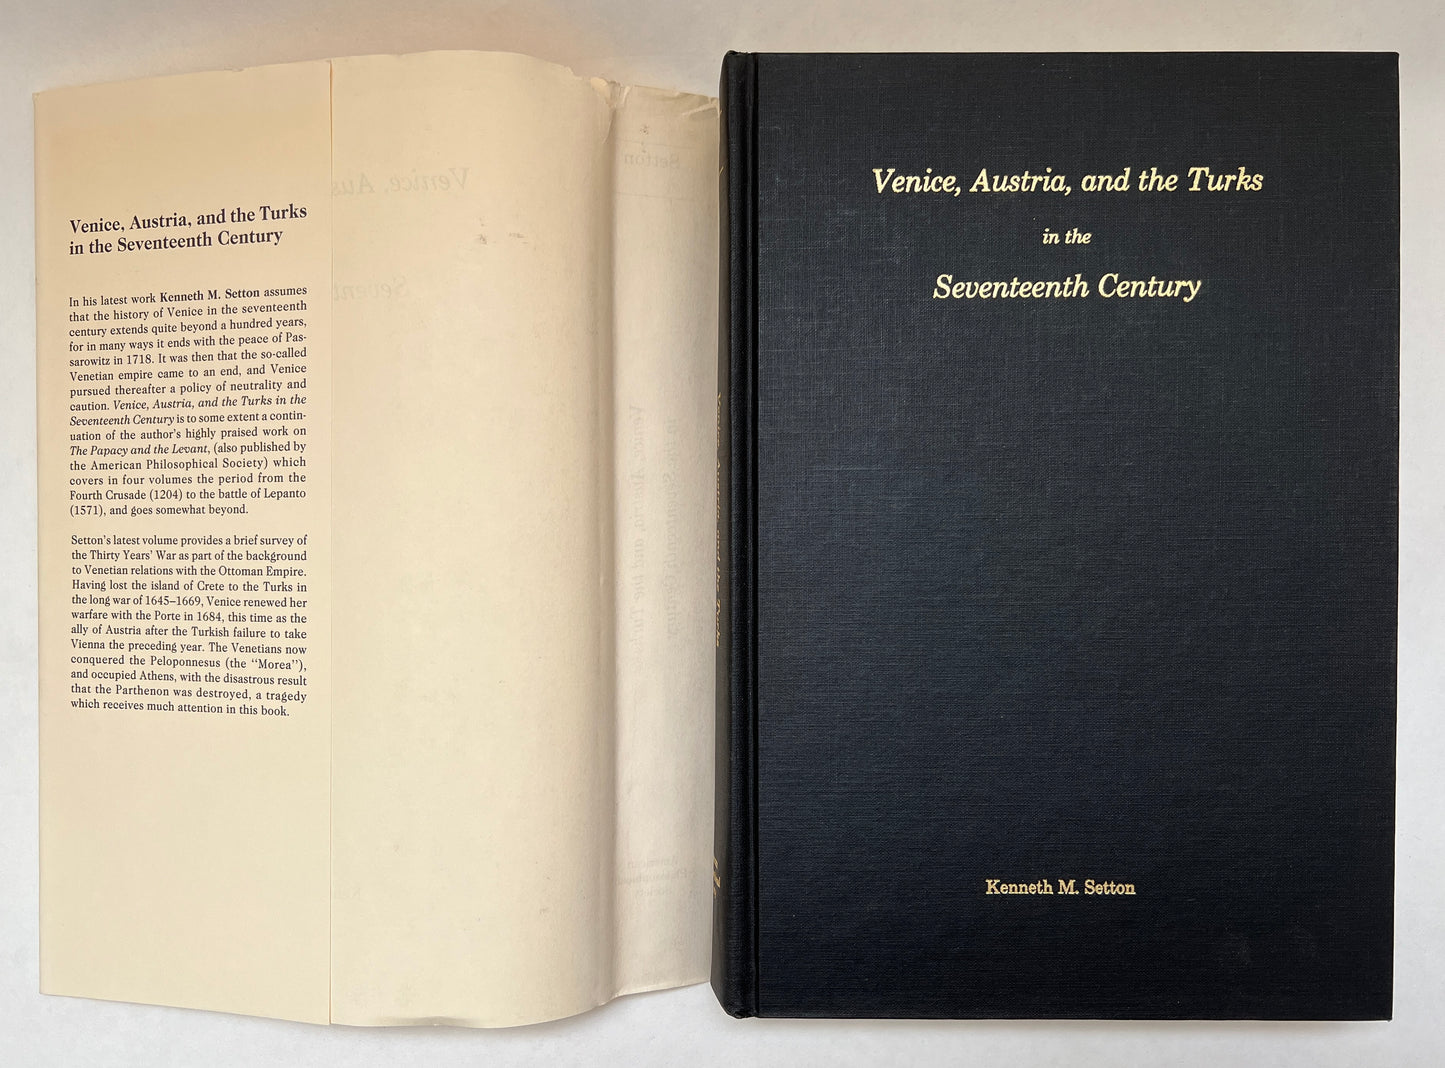 Venice, Austria, and the Turks
in the Seventeenth Century
In his latest work Kenneth M. Setton assumes
that the history of Venice in the seventeenth
century extends quite beyond a hundred years,
for in many ways it ends with the peace of Pas-
sarowitz in 1718. It was then that the so-called
Venetian empire came to an end, and Venice
pursued thereafter a policy of neutrality and
caution. Venice, Austria, and the Turks in the
Seventeenth Century is to some extent a contin-
uation of the author's highly praised work on
The Papacy and the Levant, (also published by
the American Philosophical Society) which
covers in four volumes the period from the
Fourth Crusade (1204) to the battle of Lepanto
(1571), and goes somewhat beyond.
Setton's latest volume provides a brief survey of
the Thirty Years' War as part of the background
to Venetian relations with the Ottoman Empire.
Having lost the island of Crete to the Turks in
the long war of 1645–1669, Venice renewed her
warfare with the Porte in 1684, this time as the
ally of Austria after the Turkish failure to take
Vienna the preceding year. The Venetians now
conquered the Peloponnesus (the "Morea"),
and occupied Athens, with the disastrous result
that the Parthenon was destroyed, a tragedy
which receives much attention in this book.
Venice, Aus
Setton
Venice, Austria, and the Turks
Venice, Austria, and the Turks
in the
Seventeenth Century
Kenneth M. Setton